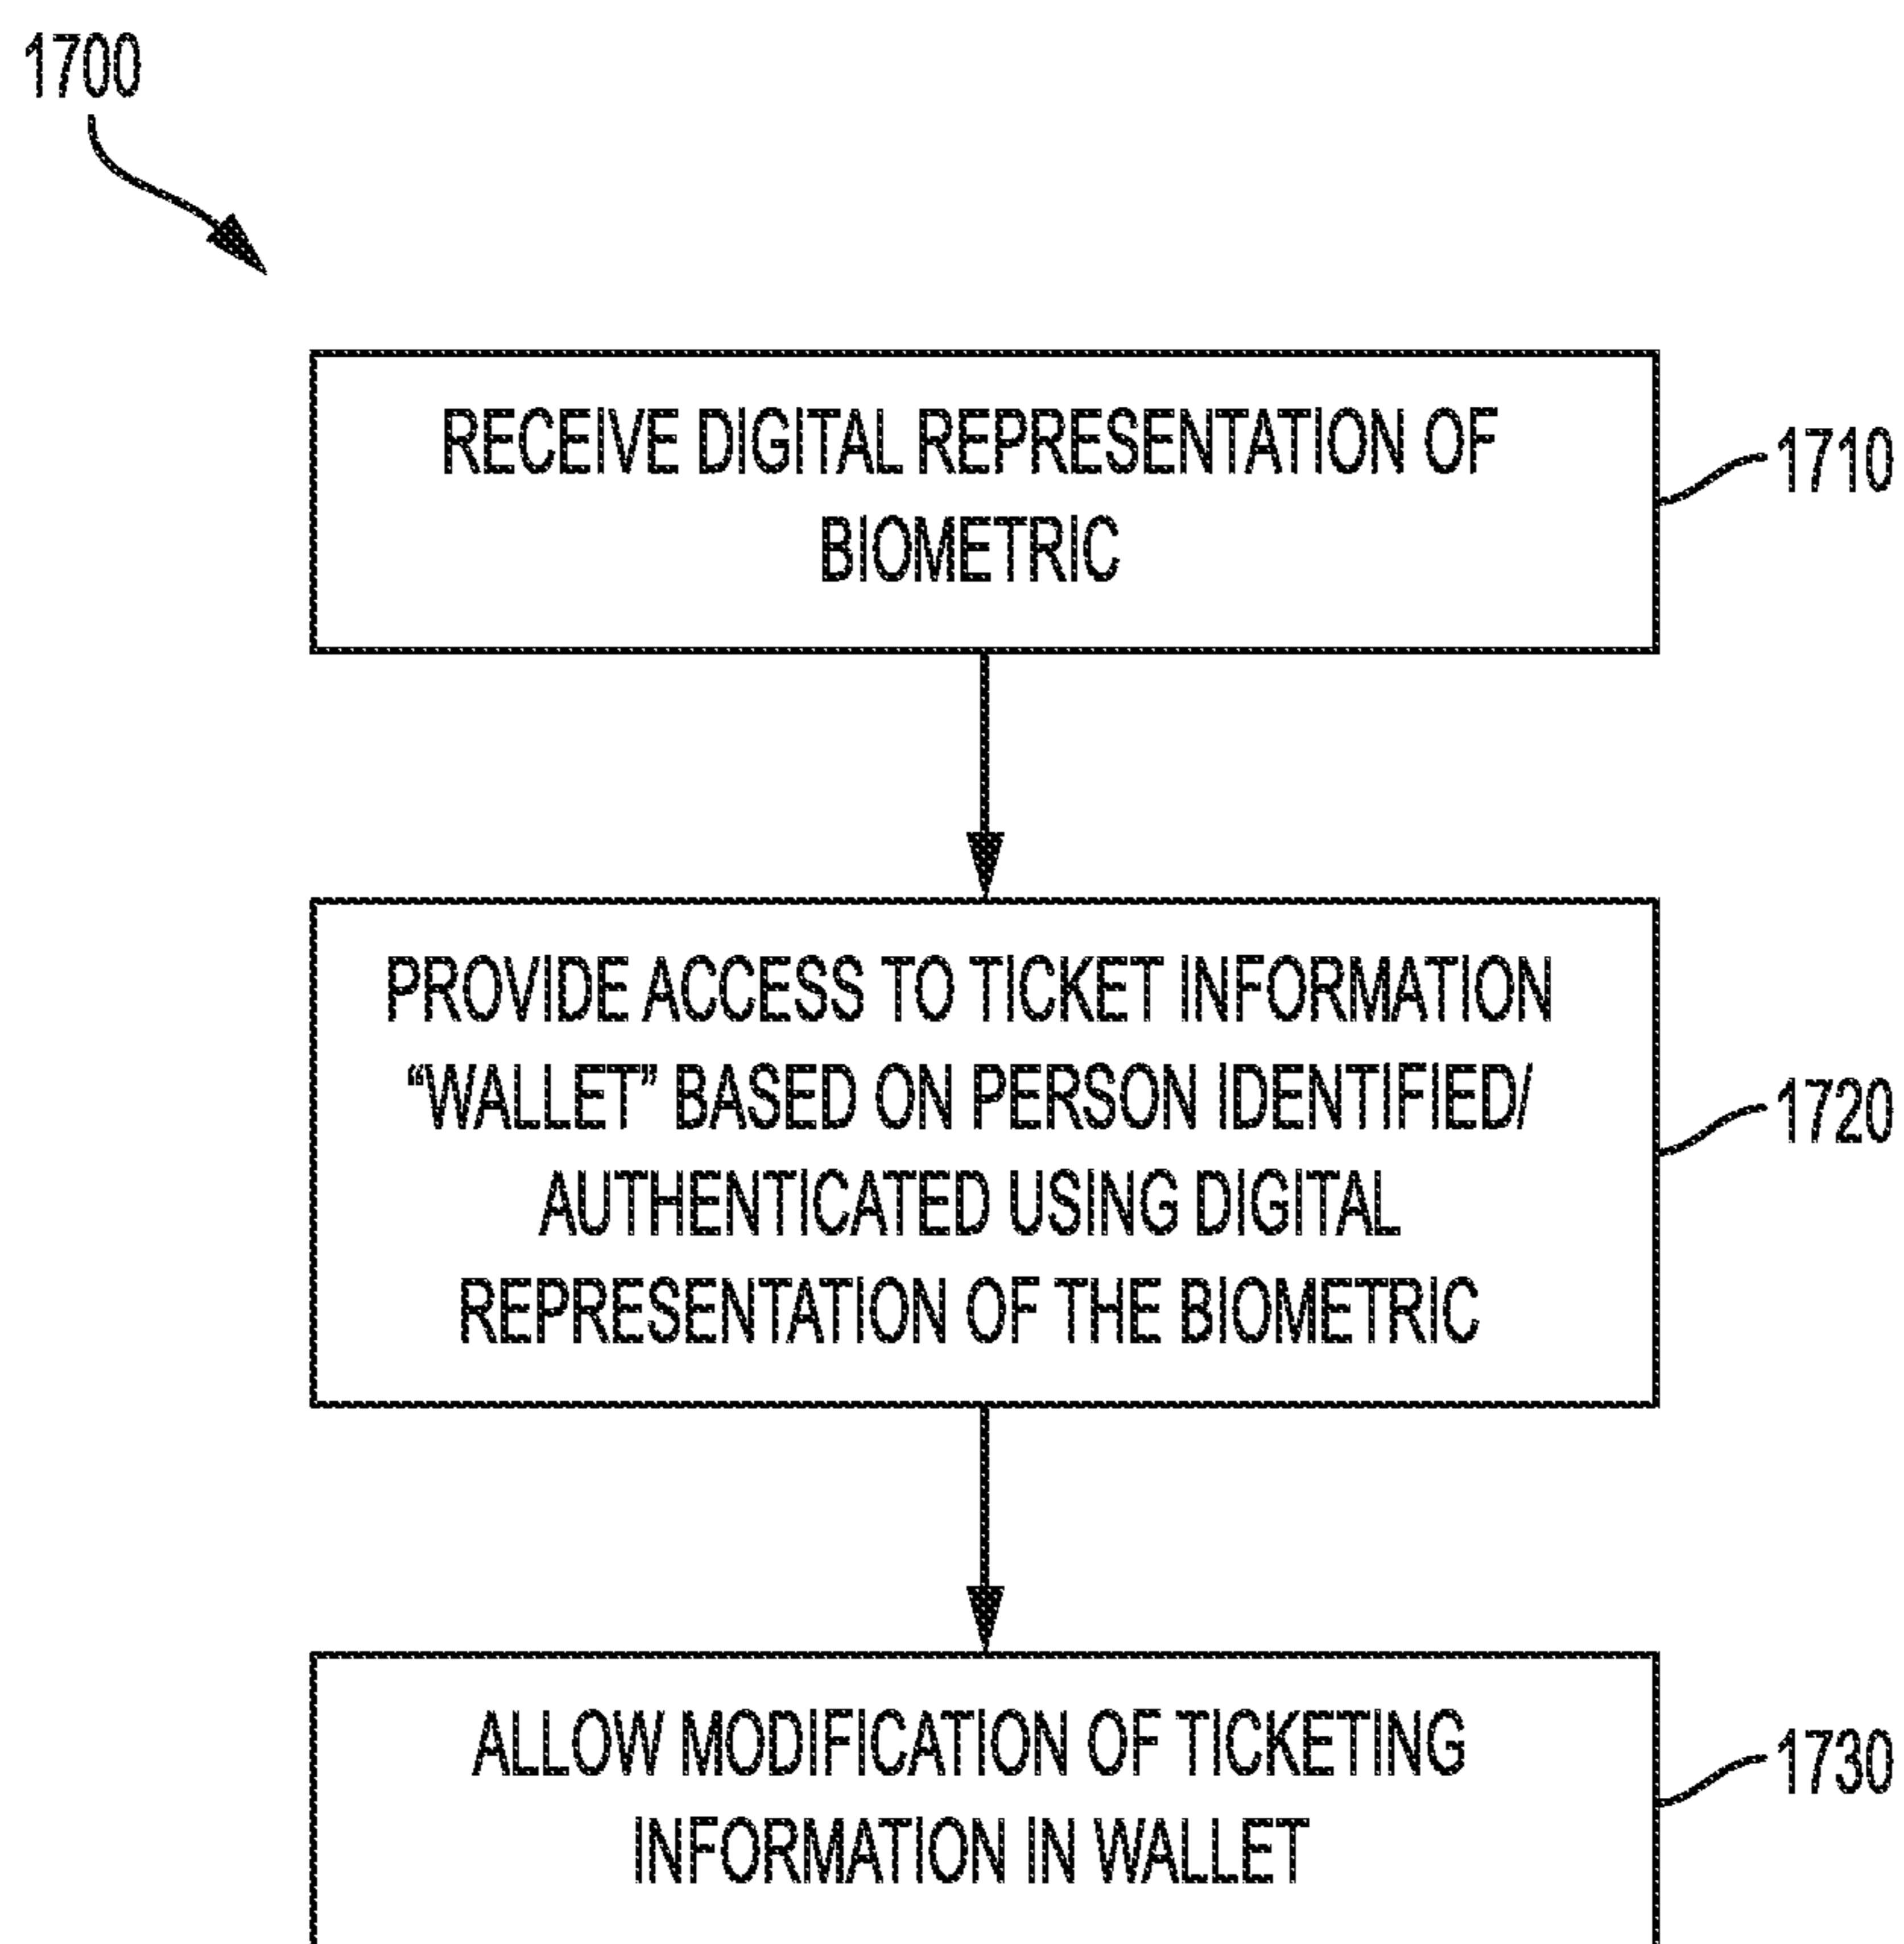 1700
RECEIVE DIGITAL REPRESENTATION OF
BIOMETRIC
1710
PROVIDE ACCESS TO TICKET INFORMATION
“WALLET” BASED ON PERSON IDENTIFIED/
AUTHENTICATED USING DIGITAL
REPRESENTATION OF THE BIOMETRIC
1720
ALLOW MODIFICATION OF TICKETING
INFORMATION IN WALLET
1730